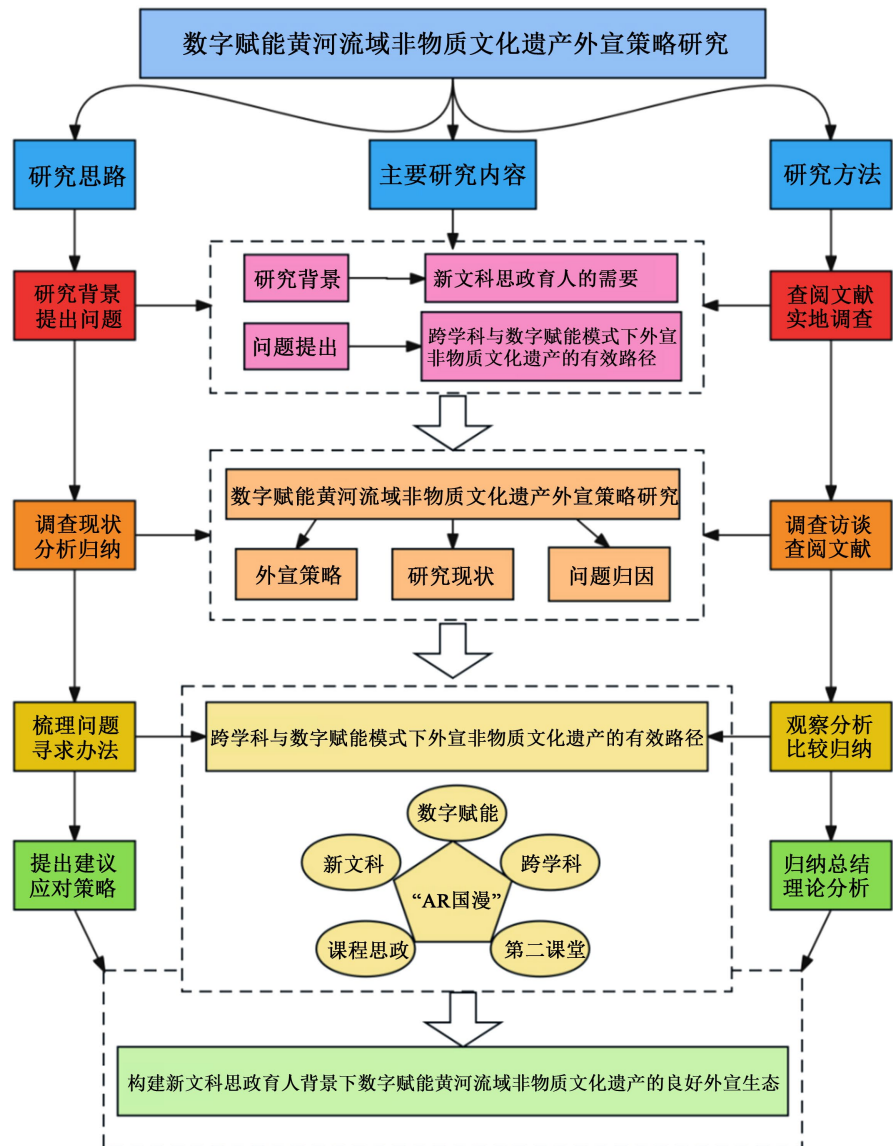 数字赋能黄河流域非物质文化遗产外宣策略研究
研究思路
主要研究内容
研究方法
研究背景
提出问题
研究背景
新文科思政育人的需要
问题提出
跨学科与数字赋能模式下外宣
非物质文化遗产的有效路径
查阅文献
实地调查
调查现状
分析归纳
数字赋能黄河流域非物质文化遗产外宣策略研究
外宣策略
研究现状
问题归因
调查访谈
查阅文献
梳理问题
寻求办法
跨学科与数字赋能模式下外宣非物质文化遗产的有效路径
观察分析
比较归纳
提出建议
应对策略
数字赋能
新文科
跨学科
“AR国漫”
课程思政
第二课堂
归纳总结
理论分析
构建新文科思政育人背景下数字赋能黄河流域非物质文化遗产的良好外宣生态